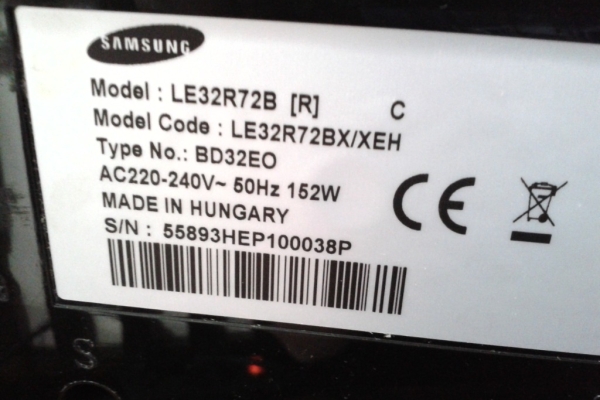 SAMSUNG
Model : LE32R72B [R] C
Model Code : LE32R72BX/XEH
Type No.: BD32EO
AC220-240V~ 50Hz 152W
MADE IN HUNGARY
S/N : 55893HEP100038P
CE
S